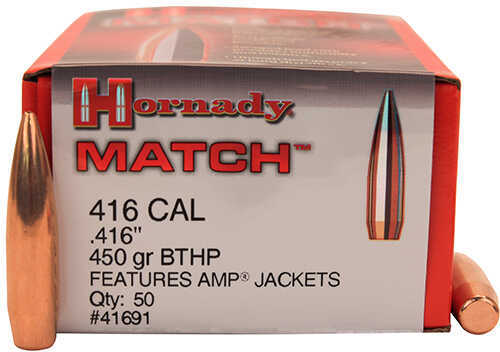 Hornady
MATCH™
416 CAL
.416"
450 gr BTHP
FEATURES AMP® JACKETS
Qty: 50
#41691